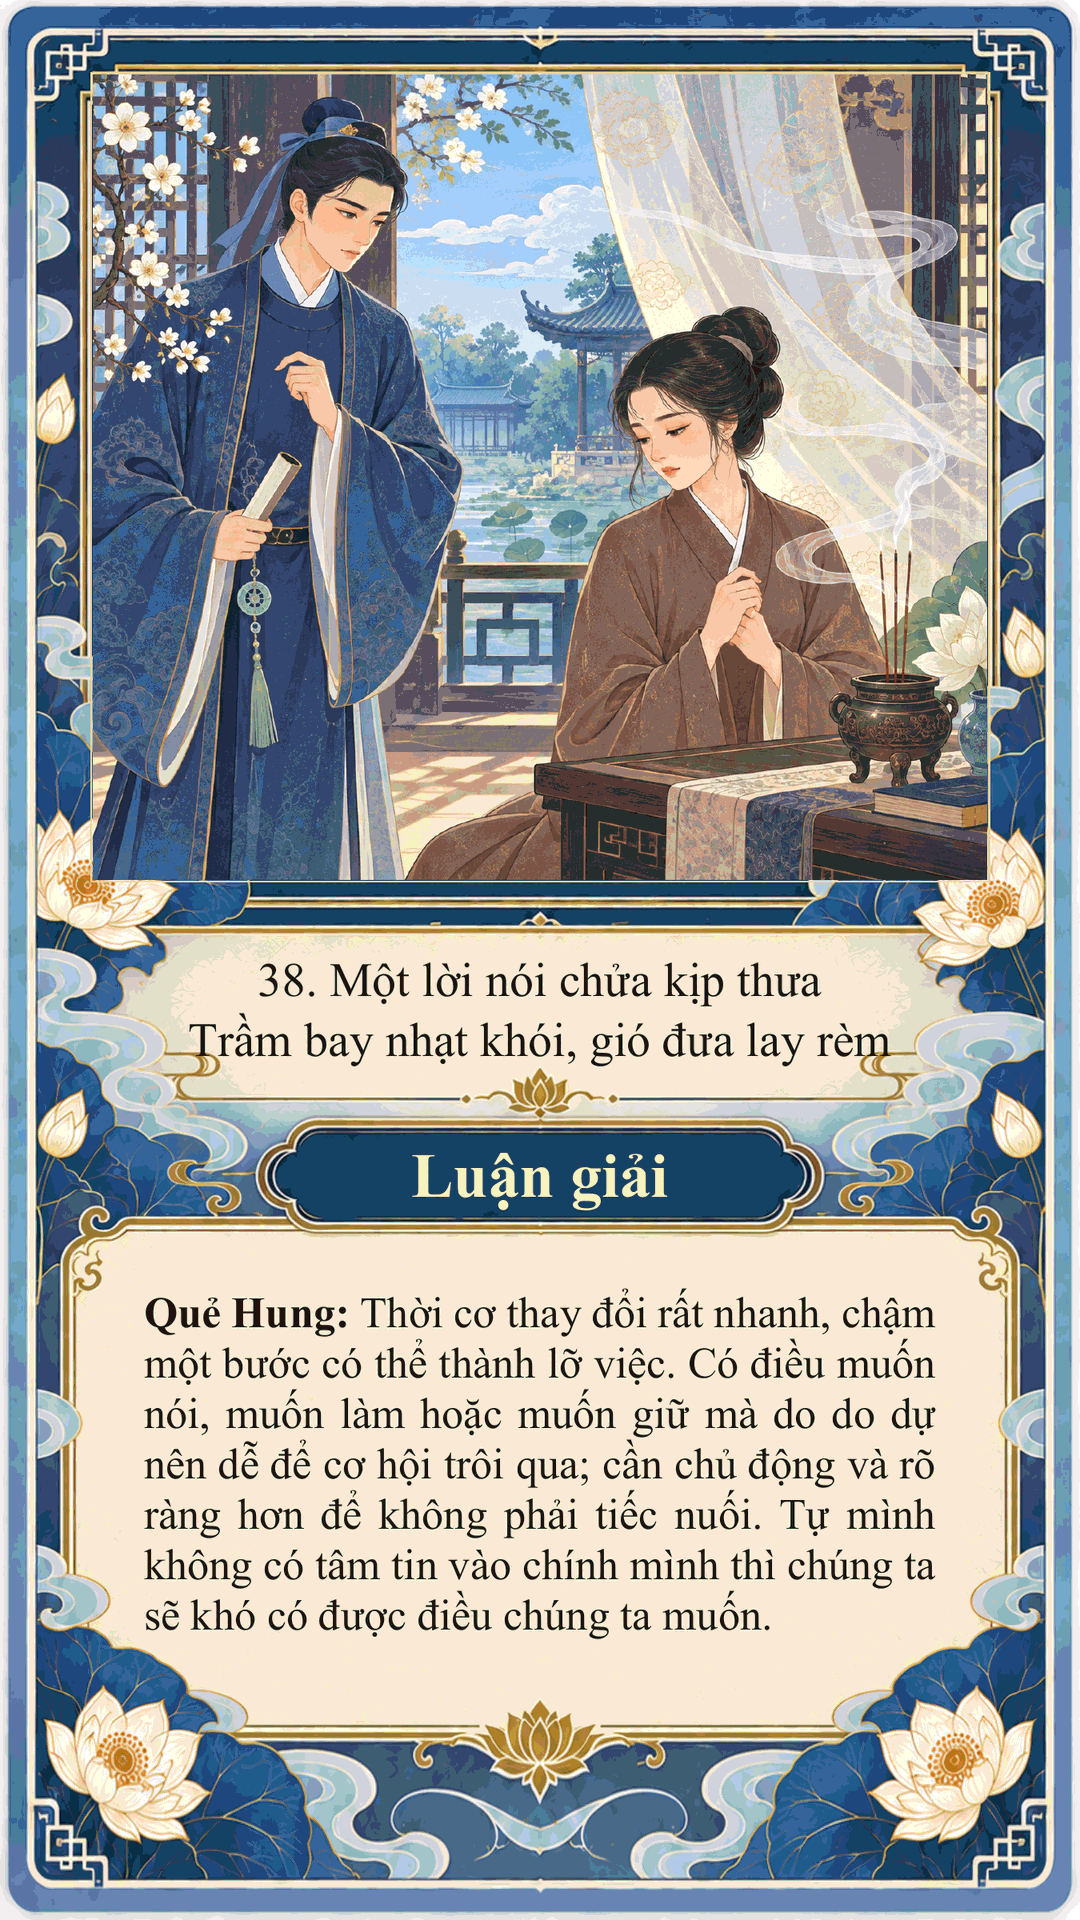 38. Một lời nói chửa kịp thưa
Trầm bay nhạt khói, gió đưa lay rèm
Luận giải
Quẻ Hung: Thời cơ thay đổi rất nhanh, chậm
một bước có thể thành lỡ việc. Có điều muốn
nói, muốn làm hoặc muốn giữ mà do do dự
nên dễ để cơ hội trôi qua; cần chủ động và rõ
ràng hơn để không phải tiếc nuối. Tự mình
không có tâm tin vào chính mình thì chúng ta
sẽ khó có được điều chúng ta muốn.